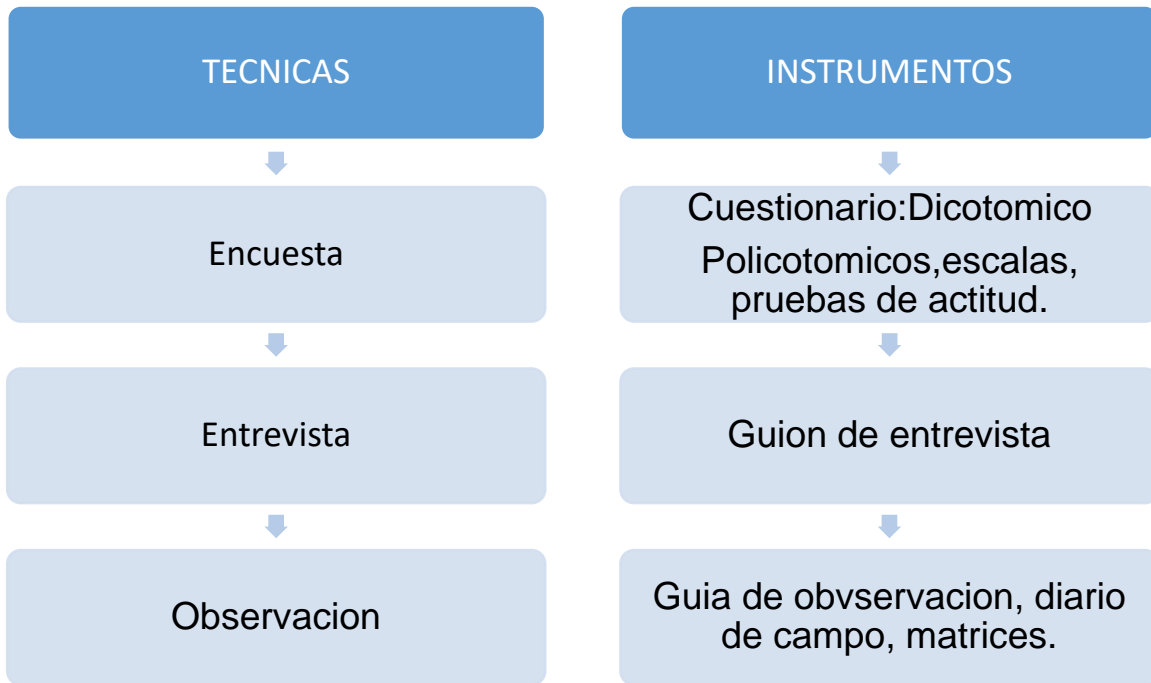 TECNICAS
Encuesta
Entrevista
Observacion
INSTRUMENTOS
Cuestionario:Dicotomico
Policotomicos,escalas,
pruebas de actitud.
Guion de entrevista
Guia de obvservacion, diario
de campo, matrices.